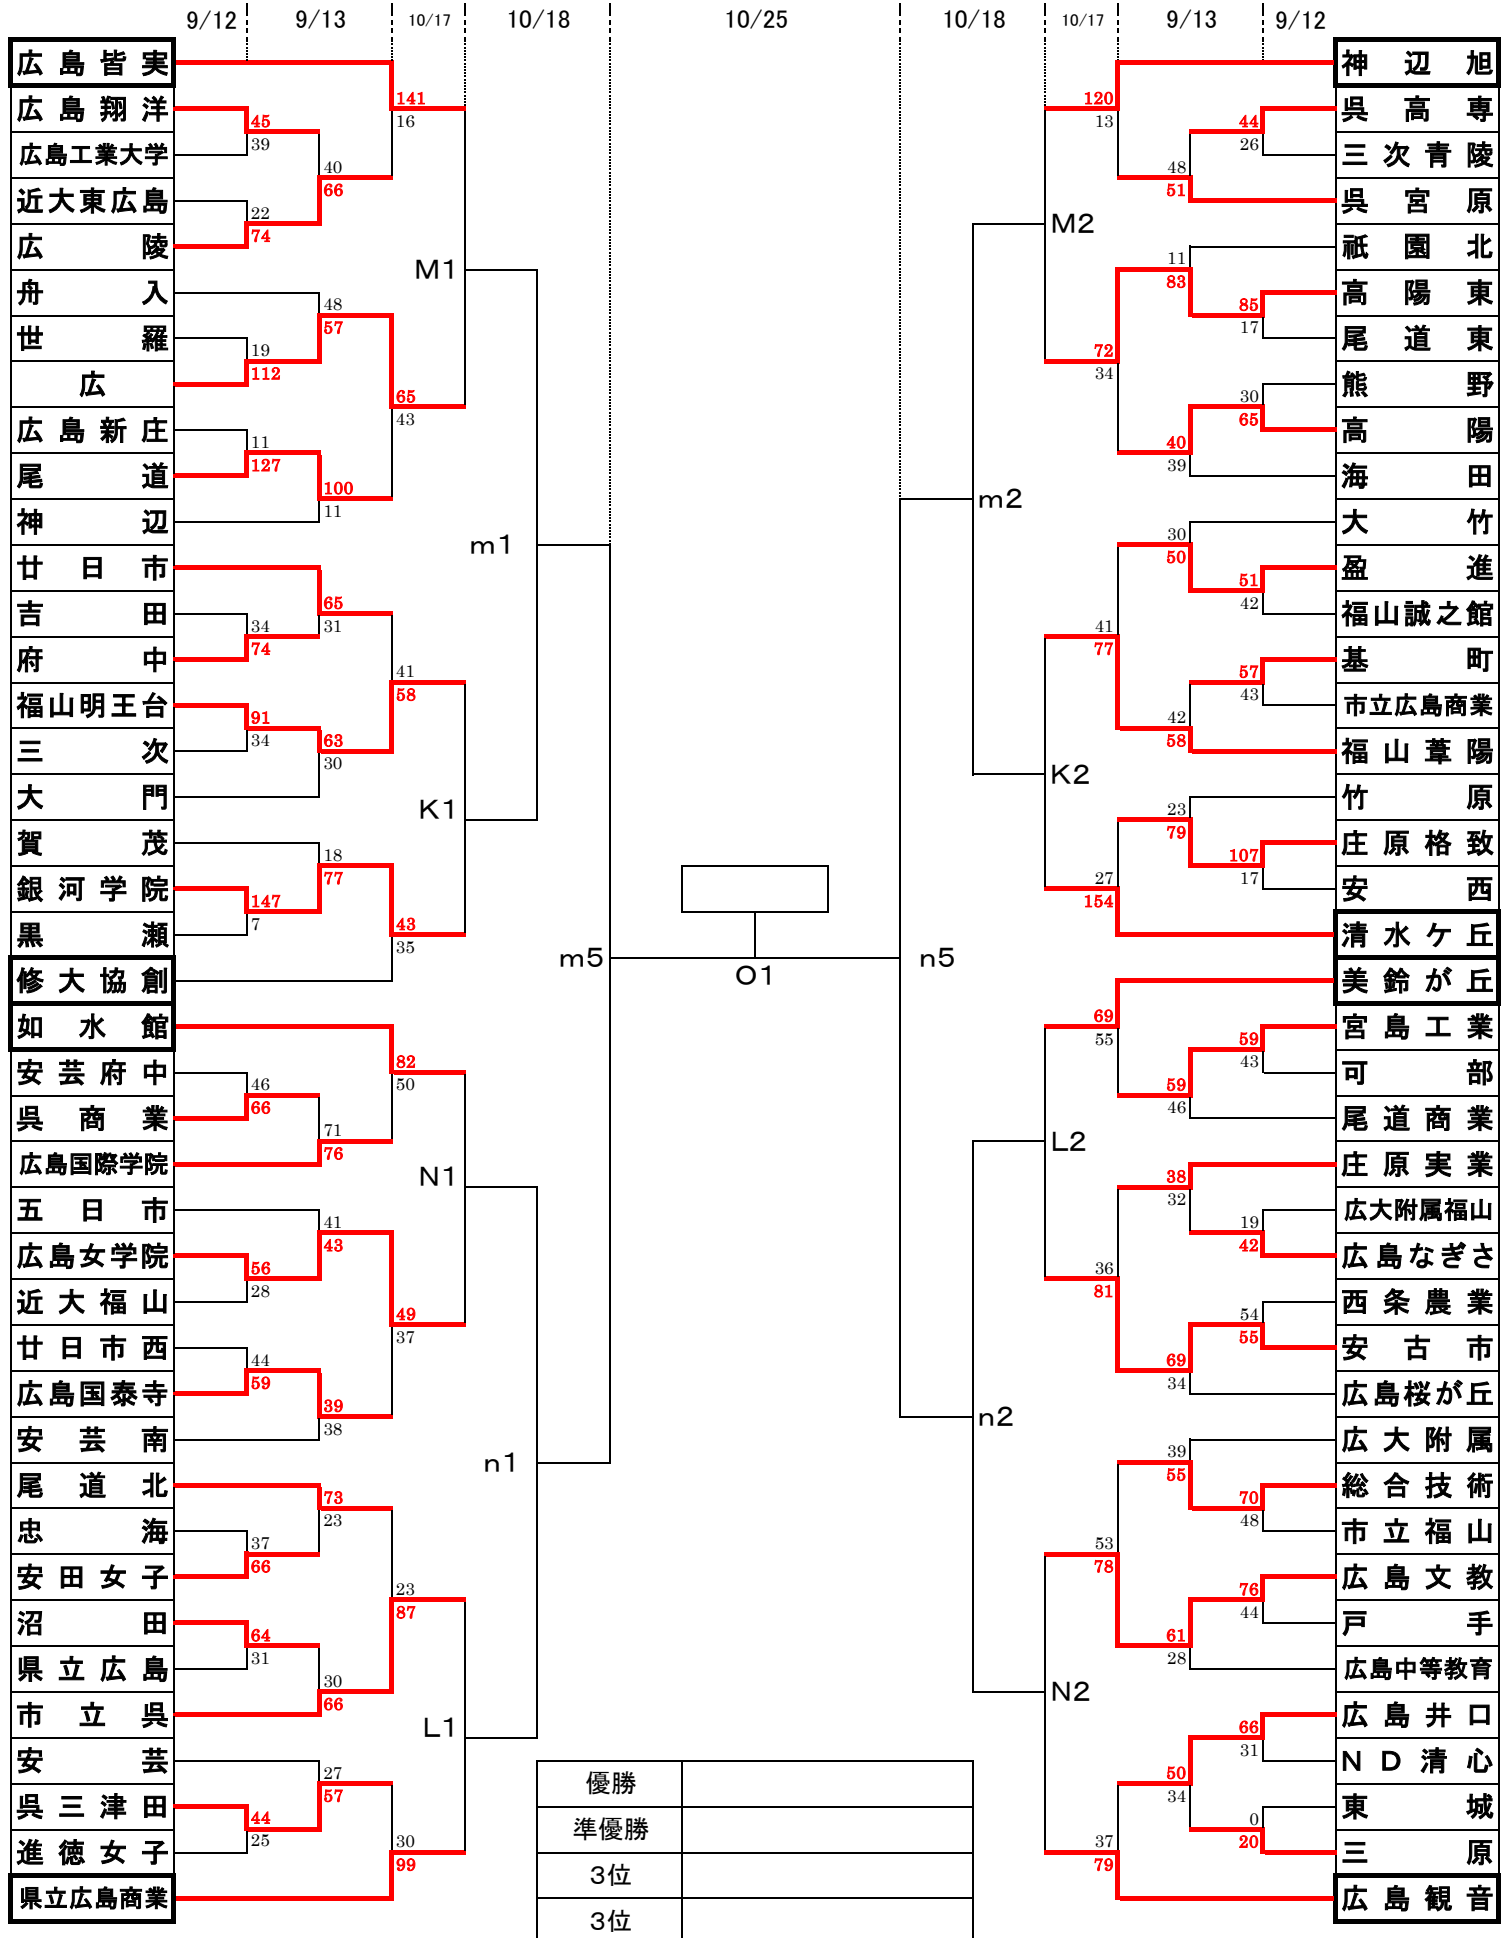 9/12 9/13 10/17 10/18 10/25 10/18 10/17 9/13 9/12
広島皆実
広島翔洋
広島工業大学
近大東広島
広陵
舟入
世羅
広
広島新庄
尾道
神辺
廿日市
吉田
府中
福山明王台
三次
大門
賀茂
銀河学院
黒瀬
修大協創
如水館
安芸府中
呉商業
広島国際学院
五日市
広島女学院
近大福山
廿日市西
広島国泰寺
安芸南
尾道北
忠海
安田女子
沼田
県立広島
市立呉
安芸
呉三津田
進徳女子
県立広島商業
45
39
22
74
19
112
11
127
34
74
91
34
147
7
46
66
56
28
44
59
37
66
64
31
44
25
40
66
48
57
100
11
65
31
63
30
18
77
71
76
41
43
39
38
73
23
30
66
27
57
141
16
65
43
41
58
43
35
82
50
49
37
23
87
30
99
M1
K1
N1
L1
m1
n1
m5
O1
n5
m2
n2
M2
K2
L2
N2
120
13
72
34
41
77
27
154
69
55
36
81
53
78
37
79
48
51
11
83
40
39
30
50
42
58
23
79
59
46
38
32
69
34
39
55
61
28
50
34
44
26
85
17
30
65
51
42
57
43
107
17
59
43
19
42
54
55
70
48
76
44
66
31
0
20
神辺旭
呉高専
三次青陵
呉宮原
祇園北
高陽東
尾道東
熊野
高陽
海田
大竹
盈進
福山誠之館
基町
市立広島商業
福山葦陽
竹原
庄原格致
安西
清水ケ丘
美鈴が丘
宮島工業
可部
尾道商業
庄原実業
広大附属福山
広島なぎさ
西条農業
安古市
広島桜が丘
広大附属
総合技術
市立福山
広島文教
戸手
広島中等教育
広島井口
ND清心
東城
三原
広島観音
優勝
準優勝
3位
3位